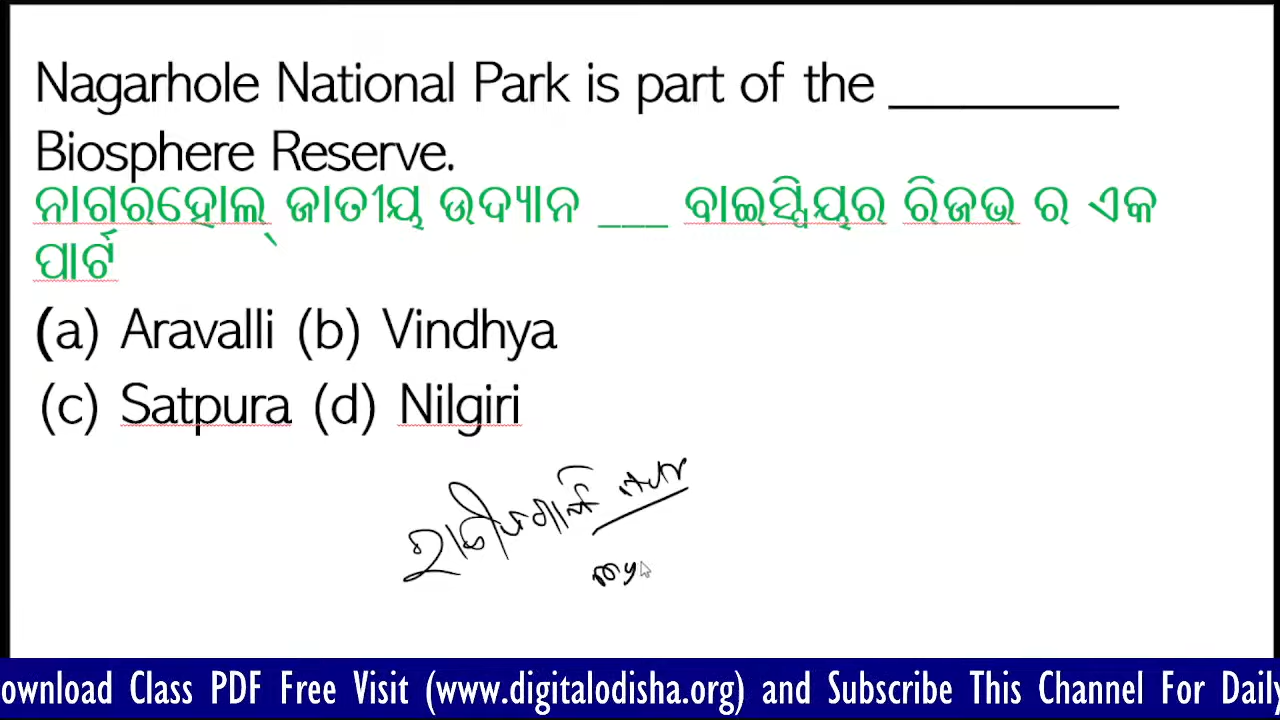 Nagarhole National Park is part of the _________
Biosphere Reserve.
ନାଗରହୋଲ୍ ଜାତୀୟ ଉଦ୍ୟାନ ___ ବାଇସ୍ଫିୟର ରିଜଭ ର ଏକ
ପାର୍ଟ
(a) Aravalli (b) Vindhya
(c) Satpura (d) Nilgiri
ownload Class PDF Free Visit (www.digitalodisha.org) and Subscribe This Channel For Daily